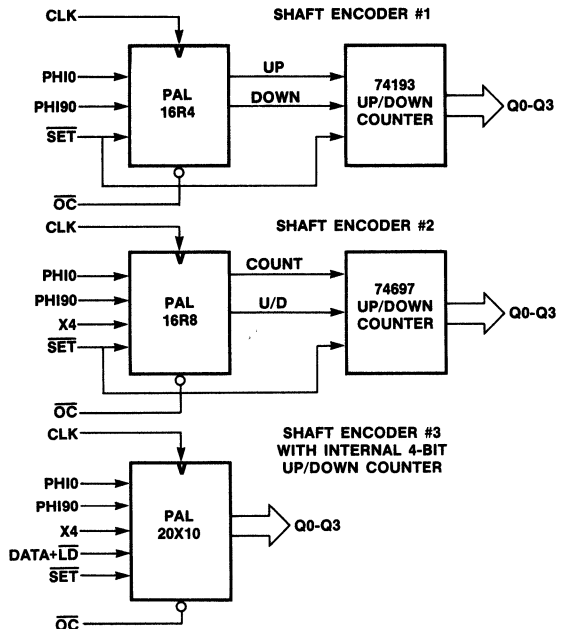 CLK
SHAFT ENCODER #1
PHI0
PHI90
SET
OC
PAL
16R4
UP
DOWN
74193
UP/DOWN
COUNTER
Q0-Q3
CLK
SHAFT ENCODER #2
PHI0
PHI90
X4
SET
OC
PAL
16R8
COUNT
U/D
74697
UP/DOWN
COUNTER
Q0-Q3
CLK
SHAFT ENCODER #3
WITH INTERNAL 4-BIT
UP/DOWN COUNTER
PHI0
PHI90
X4
DATA+LD
SET
OC
PAL
20X10
Q0-Q3